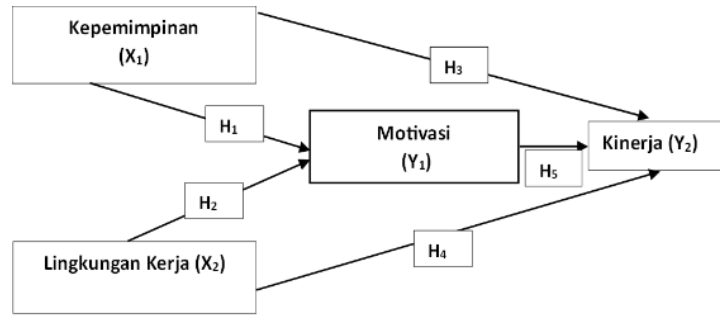 Kepemimpinan
(X₁)
H₃
H₁
Motivasi
(Y₁)
Kinerja (Y₂)
H₅
H₂
Lingkungan Kerja (X₂)
H₄